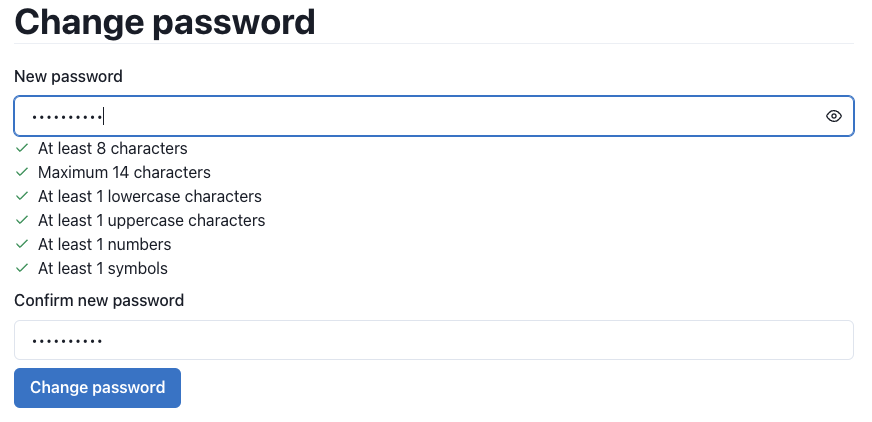 Change password
New password
••••••••••
At least 8 characters
Maximum 14 characters
At least 1 lowercase characters
At least 1 uppercase characters
At least 1 numbers
At least 1 symbols
Confirm new password
••••••••••
Change password